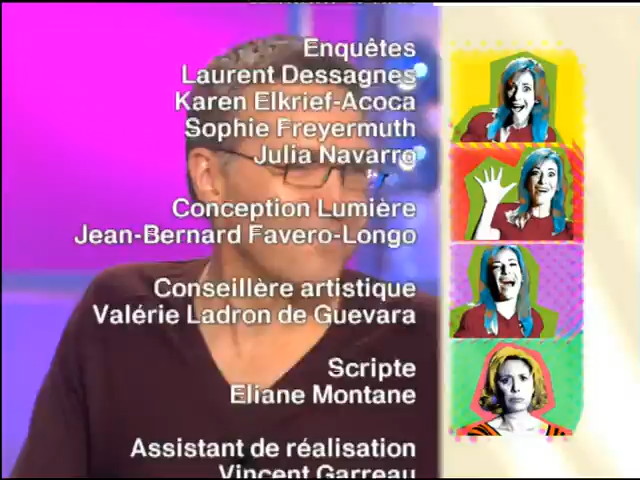 Enquêtes
Laurent Dessagnes
Karen Elkrief-Acoca
Sophie Freyermuth
Julia Navarro
Conception Lumière
Jean-Bernard Favero-Longo
Conseillère artistique
Valérie Ladron de Guevara
Scripte
Eliane Montane
Assistant de réalisation
Vincent Garreau